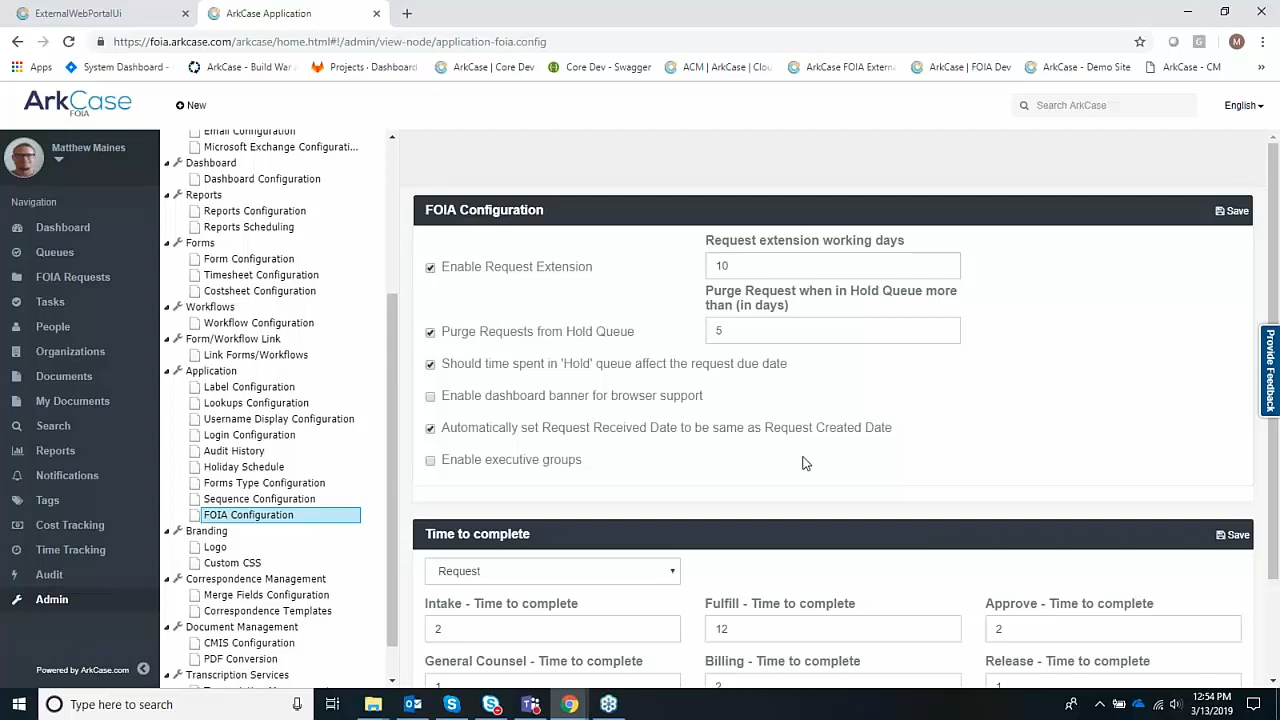 ExternalWebPortalUi
ArkCase Application
https://foia.arkcase.com/arkcase/home.html#!/admin/view-node/application-foia.config
Apps
System Dashboard -
ArkCase - Build War
Projects · Dashboard
ArkCase | Core Dev
Core Dev - Swagger
ACM | ArkCase | Clou
ArkCase FOIA Extern
ArkCase | FOIA Dev
ArkCase - Demo Site
ArkCase - CM
»
ArkCase
FOIA
New
Search ArkCase
English
Matthew Maines
Navigation
Dashboard
Queues
FOIA Requests
Tasks
People
Organizations
Documents
My Documents
Search
Reports
Notifications
Tags
Cost Tracking
Time Tracking
Audit
Admin
Powered by ArkCase.com
Email Configuration
Microsoft Exchange Configurati...
Dashboard
Dashboard Configuration
Reports
Reports Configuration
Reports Scheduling
Forms
Form Configuration
Timesheet Configuration
Costsheet Configuration
Workflows
Workflow Configuration
Form/Workflow Link
Link Forms/Workflows
Application
Label Configuration
Lookups Configuration
Username Display Configuration
Login Configuration
Audit History
Holiday Schedule
Forms Type Configuration
Sequence Configuration
FOIA Configuration
Branding
Logo
Custom CSS
Correspondence Management
Merge Fields Configuration
Correspondence Templates
Document Management
CMIS Configuration
PDF Conversion
Transcription Services
FOIA Configuration
Save
Request extension working days
Enable Request Extension
10
Purge Request when in Hold Queue more
than (in days)
Purge Requests from Hold Queue
5
Should time spent in 'Hold' queue affect the request due date
Enable dashboard banner for browser support
Automatically set Request Received Date to be same as Request Created Date
Enable executive groups
Time to complete
Save
Request
Intake - Time to complete
Fulfill - Time to complete
Approve - Time to complete
2
12
2
General Counsel - Time to complete
Billing - Time to complete
Release - Time to complete
1
2
1
Provide Feedback
Type here to search
12:54 PM
3/13/2019